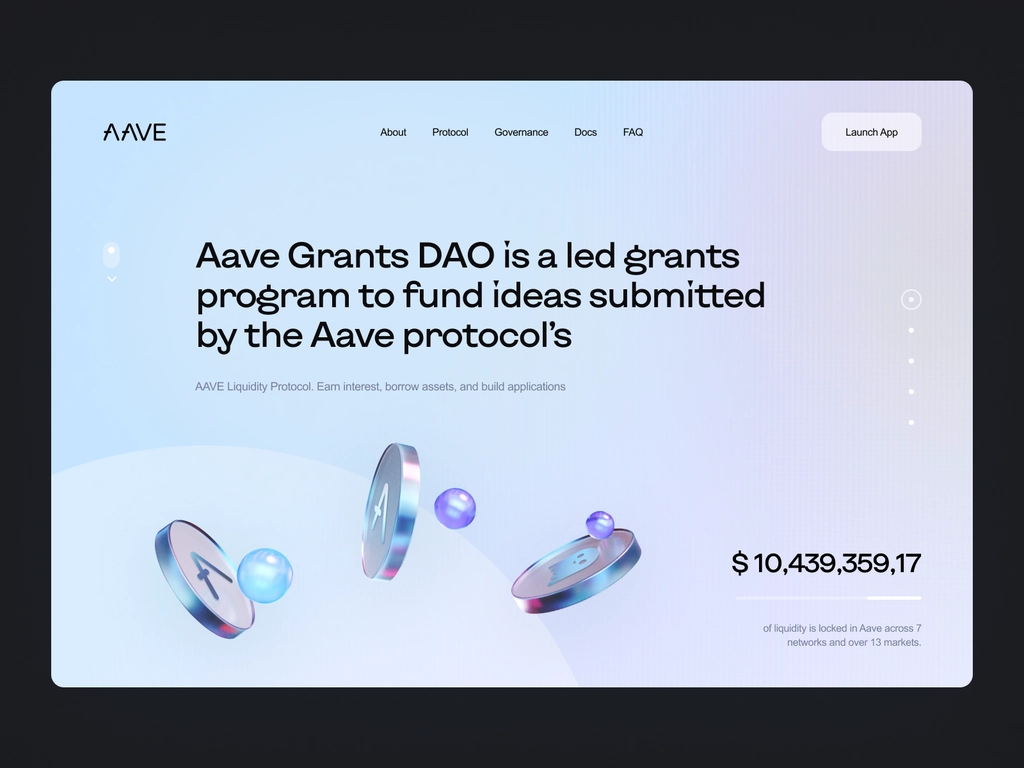 AAVE
About Protocol Governance Docs FAQ
Launch App
Aave Grants DAO is a led grants
program to fund ideas submitted
by the Aave protocol’s
AAVE Liquidity Protocol. Earn interest, borrow assets, and build applications
$ 10,439,359,17
of liquidity is locked in Aave across 7
networks and over 13 markets.